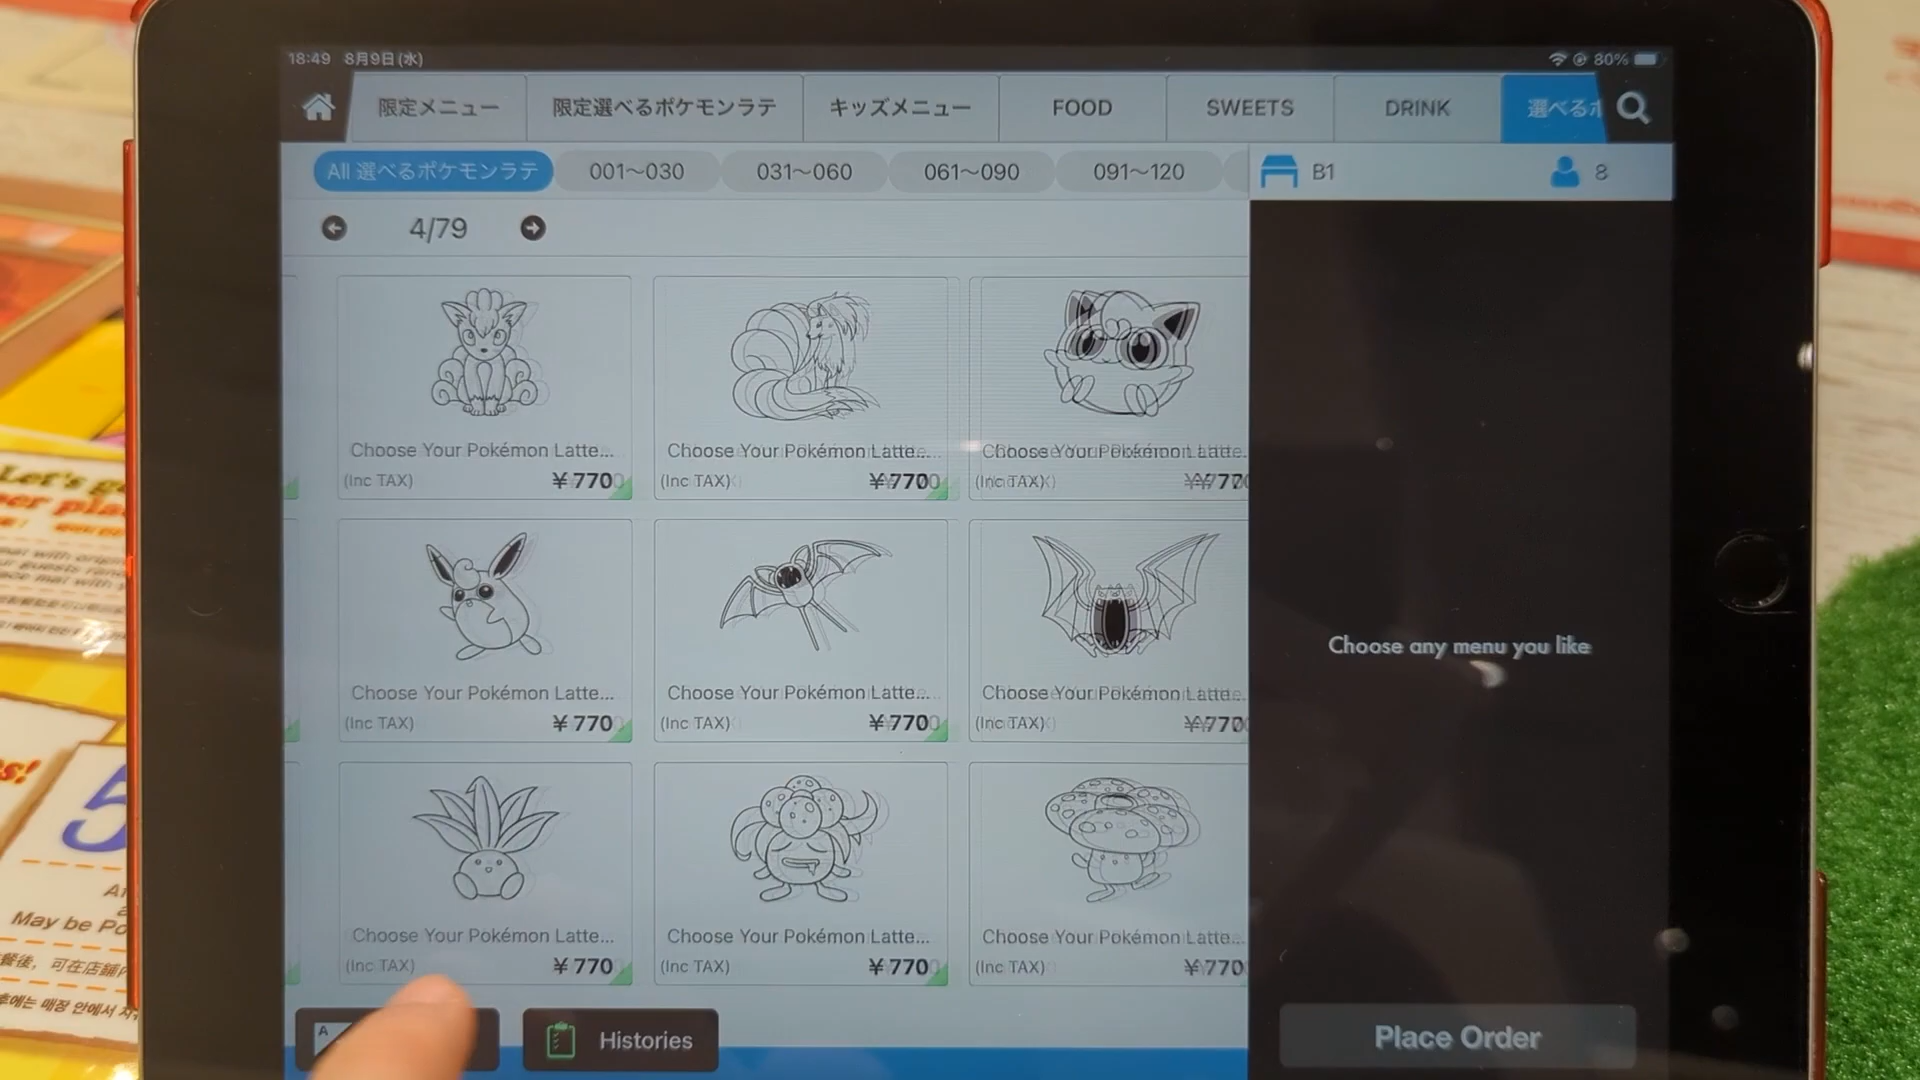 18:49 8月9日(水)
80%
限定メニュー
限定選べるポケモンラテ
キッズメニュー
FOOD
SWEETS
DRINK
選べるポ
All 選べるポケモンラテ
001～030
031～060
061～090
091～120
B1
8
4/79
Choose Your Pokémon Latte...
(Inc TAX) ¥770
Choose Your Pokémon Latte...
(Inc TAX) ¥770
Choose Your Pokémon Latte...
(Inc TAX) ¥770
Choose Your Pokémon Latte...
(Inc TAX) ¥770
Choose Your Pokémon Latte...
(Inc TAX) ¥770
Choose Your Pokémon Latte...
(Inc TAX) ¥770
Choose Your Pokémon Latte...
(Inc TAX) ¥770
Choose Your Pokémon Latte...
(Inc TAX) ¥770
Choose Your Pokémon Latte...
(Inc TAX) ¥770
Choose any menu you like
A
Histories
Place Order
Let's g
5
May be Po